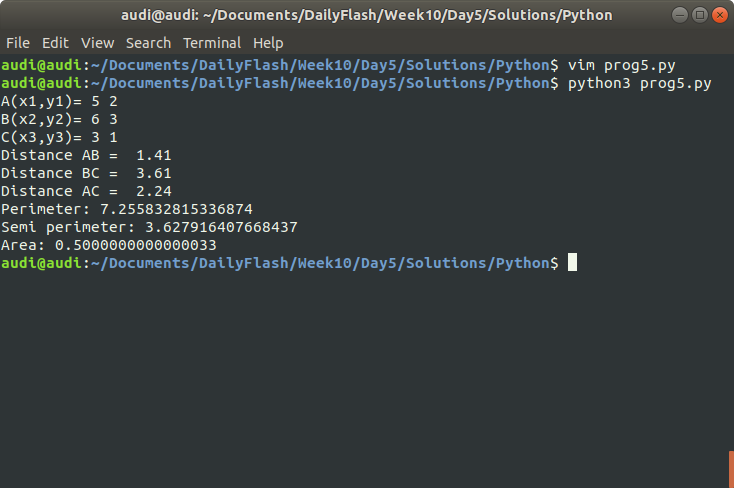 audi@audi: ~/Documents/DailyFlash/Week10/Day5/Solutions/Python
File Edit View Search Terminal Help
audi@audi:~/Documents/DailyFlash/Week10/Day5/Solutions/Python$ vim prog5.py
audi@audi:~/Documents/DailyFlash/Week10/Day5/Solutions/Python$ python3 prog5.py
A(x1,y1)= 5 2
B(x2,y2)= 6 3
C(x3,y3)= 3 1
Distance AB =  1.41
Distance BC =  3.61
Distance AC =  2.24
Perimeter: 7.255832815336874
Semi perimeter: 3.627916407668437
Area: 0.5000000000000033
audi@audi:~/Documents/DailyFlash/Week10/Day5/Solutions/Python$